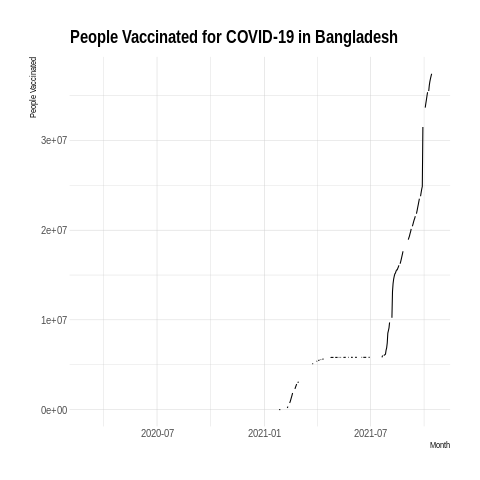 People Vaccinated for COVID-19 in Bangladesh
People Vaccinated
3e+07
2e+07
1e+07
0e+00
2020-07 2021-01 2021-07
Month